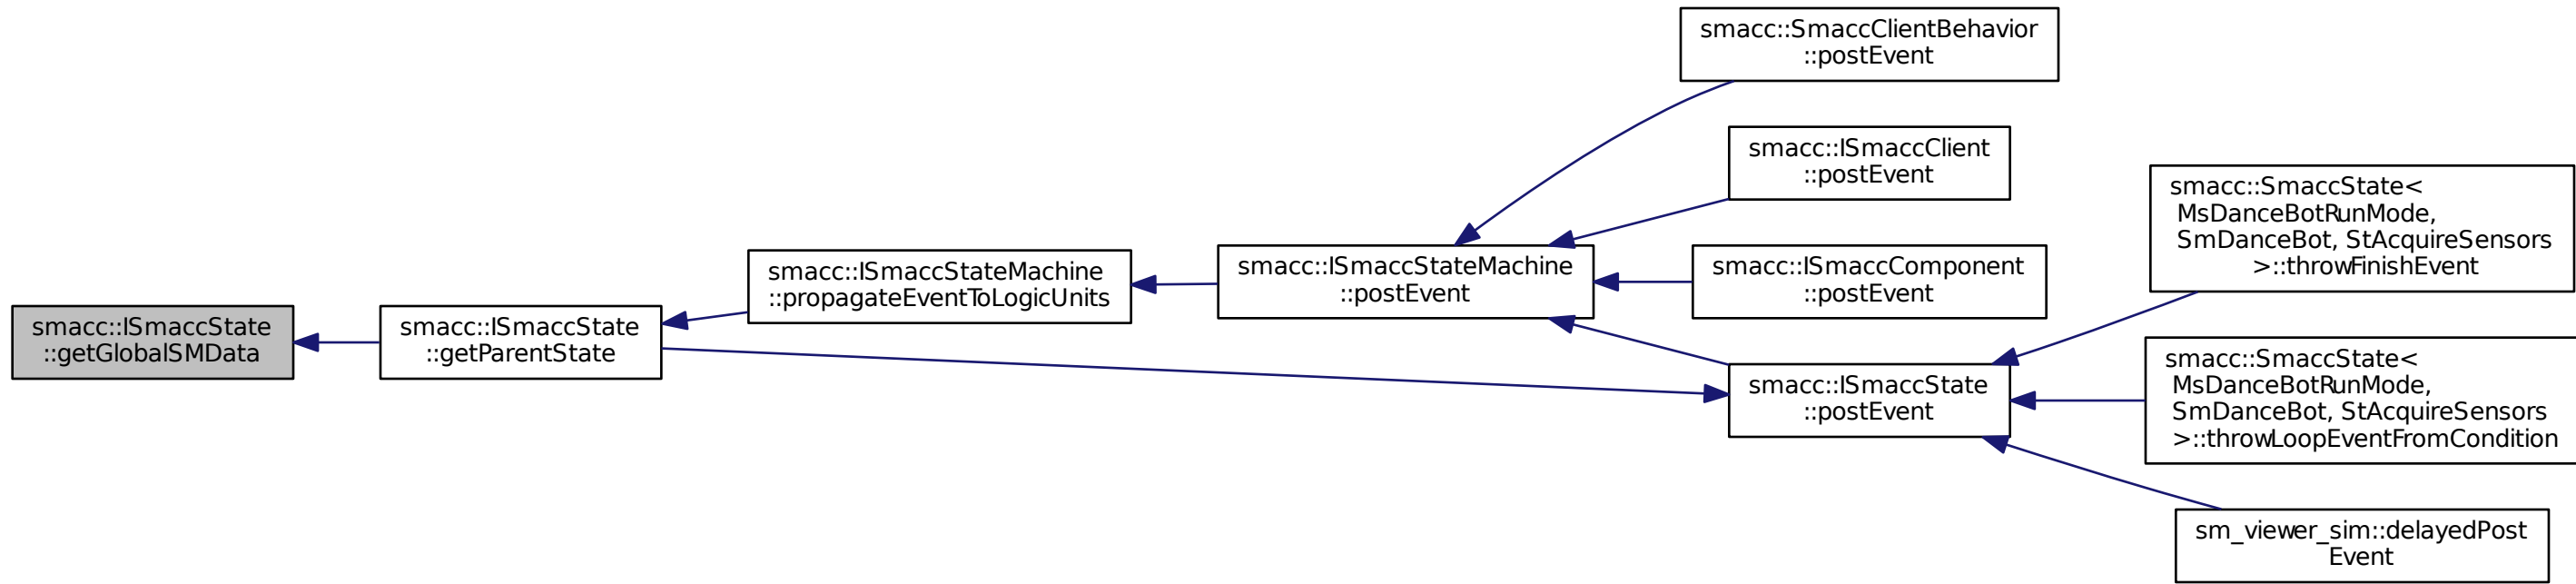 smacc::ISmaccState
::getGlobalSMData
smacc::ISmaccState
::getParentState
smacc::ISmaccStateMachine
::propagateEventToLogicUnits
smacc::ISmaccStateMachine
::postEvent
smacc::SmaccClientBehavior
::postEvent
smacc::ISmaccClient
::postEvent
smacc::ISmaccComponent
::postEvent
smacc::ISmaccState
::postEvent
smacc::SmaccState<
MsDanceBotRunMode,
SmDanceBot, StAcquireSensors
>::throwFinishEvent
smacc::SmaccState<
MsDanceBotRunMode,
SmDanceBot, StAcquireSensors
>::throwLoopEventFromCondition
sm_viewer_sim::delayedPost
Event